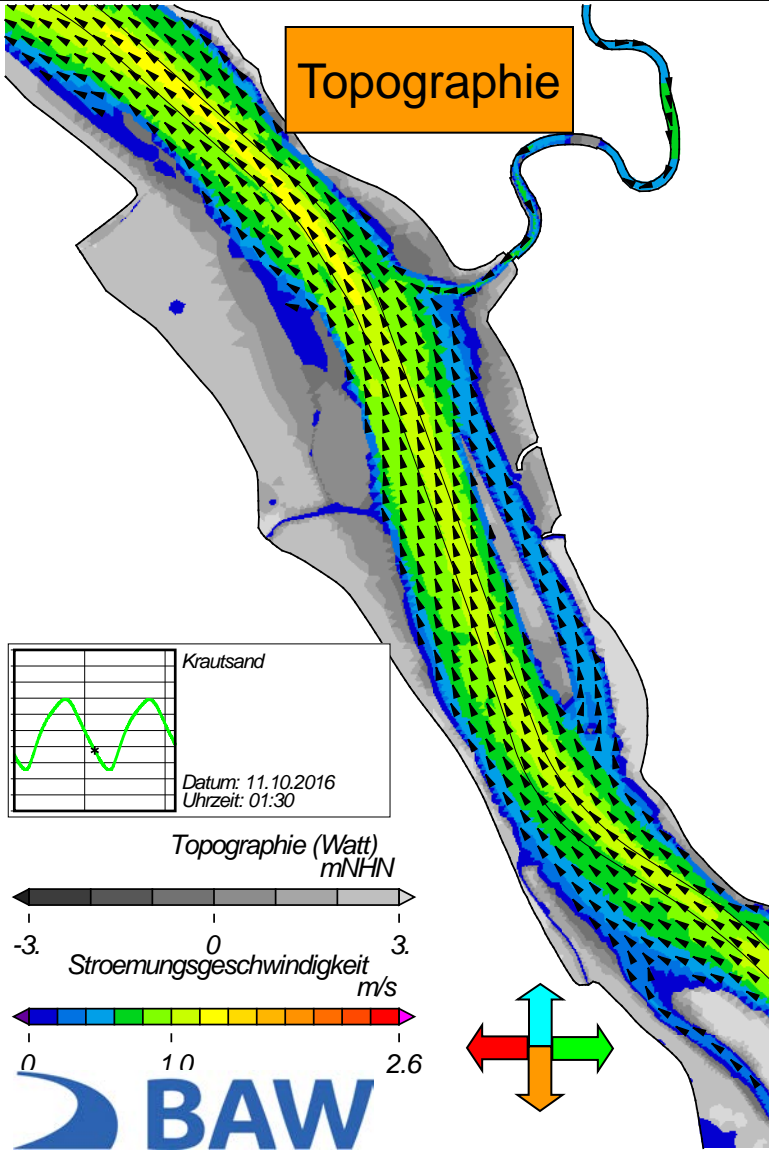 Topographie
Krautsand
Datum: 11.10.2016
Uhrzeit: 01:30
Topographie (Watt)
mNHN
-3. 0 3.
Stroemungsgeschwindigkeit
m/s
0 1.0 2.6
BAW